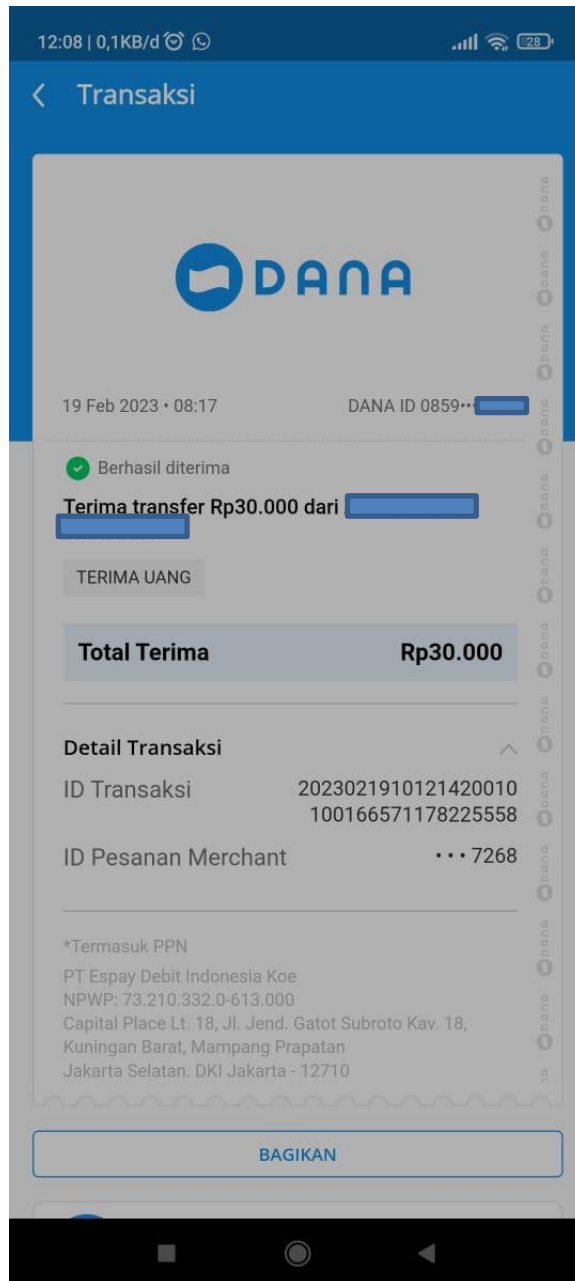 12:08 | 0,1KB/d
28
Transaksi
DANA
19 Feb 2023 • 08:17
DANA ID 0859•••
Berhasil diterima
Terima transfer Rp30.000 dari
TERIMA UANG
Total Terima Rp30.000
Detail Transaksi
ID Transaksi 2023021910121420010
100166571178225558
ID Pesanan Merchant ••• 7268
*Termasuk PPN
PT Espay Debit Indonesia Koe
NPWP: 73.210.332.0-613.000
Capital Place Lt. 18, Jl. Jend. Gatot Subroto Kav. 18,
Kuningan Barat, Mampang Prapatan
Jakarta Selatan. DKI Jakarta - 12710
BAGIKAN